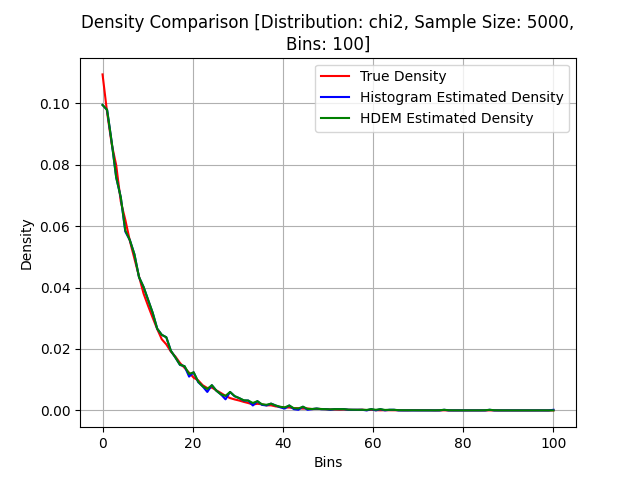 Density Comparison [Distribution: chi2, Sample Size: 5000,
Bins: 100]
True Density
Histogram Estimated Density
HDEM Estimated Density
Density
0.10
0.08
0.06
0.04
0.02
0.00
0 20 40 60 80 100
Bins